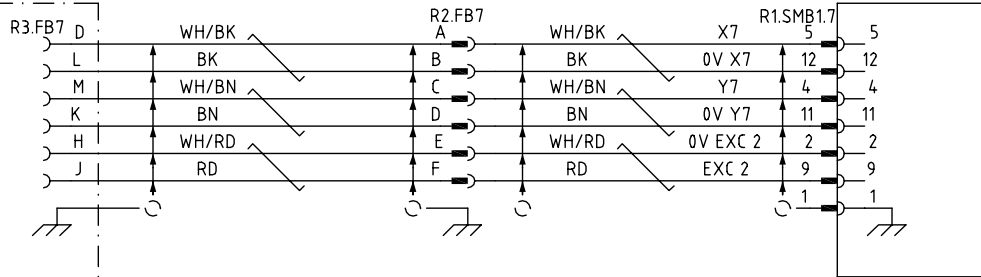 R3.FB7 R2.FB7 R1.SMB1.7
D WH/BK A WH/BK X7 5 5
L BK B BK 0V X7 12 12
M WH/BN C WH/BN Y7 4 4
K BN D BN 0V Y7 11 11
H WH/RD E WH/RD 0V EXC 2 2 2
J RD F RD EXC 2 9 9
1 1